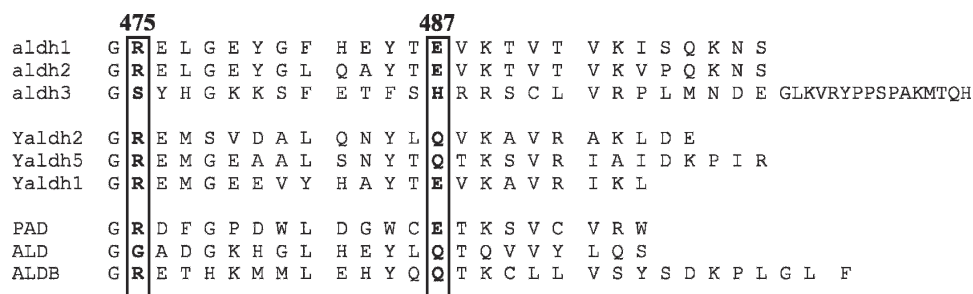 475 487
aldh1 G R E L G E Y G F H E Y T E V K T V T V K I S Q K N S
aldh2 G R E L G E Y G L Q A Y T E V K T V T V K V P Q K N S
aldh3 G S Y H G K K S F E T F S H R R S C L V R P L M N D E GLKVRYPPSPAKMTQH
Yaldh2 G R E M S V D A L Q N Y L Q V K A V R A K L D E
Yaldh5 G R E M G E A A L S N Y T Q T K S V R I A I D K P I R
Yaldh1 G R E M G E E V Y H A Y T E V K A V R I K L
PAD G R D F G P D W L D G W C E T K S V C V R W
ALD G G A D G K H G L H E Y L Q T Q V V Y L Q S
ALDB G R E T H K M M L E H Y Q Q T K C L L V S Y S D K P L G L F